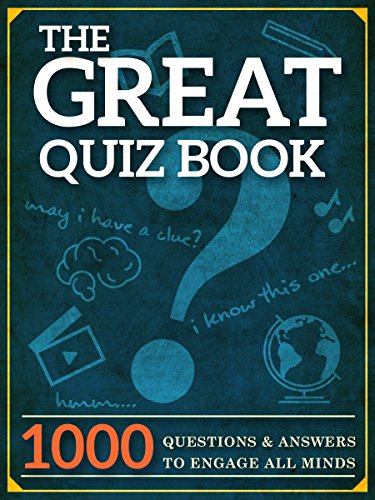 THE
GREAT
QUIZ BOOK
may i have a clue?
i know this one...
hmmm....
1000
QUESTIONS & ANSWERS
TO ENGAGE ALL MINDS